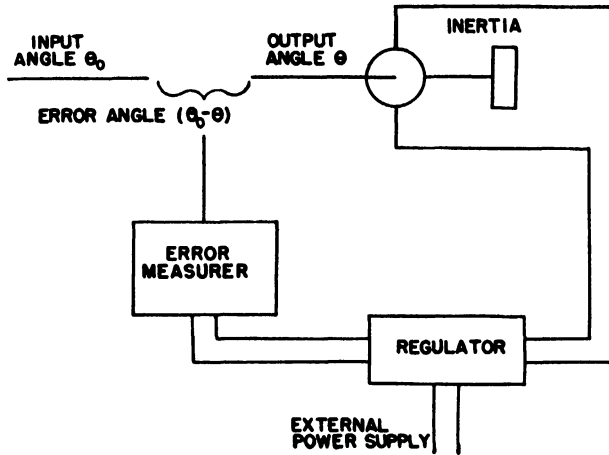 INPUT
ANGLE θ₀
OUTPUT
ANGLE θ
INERTIA
ERROR ANGLE (θ₀-θ)
ERROR
MEASURER
REGULATOR
EXTERNAL
POWER SUPPLY